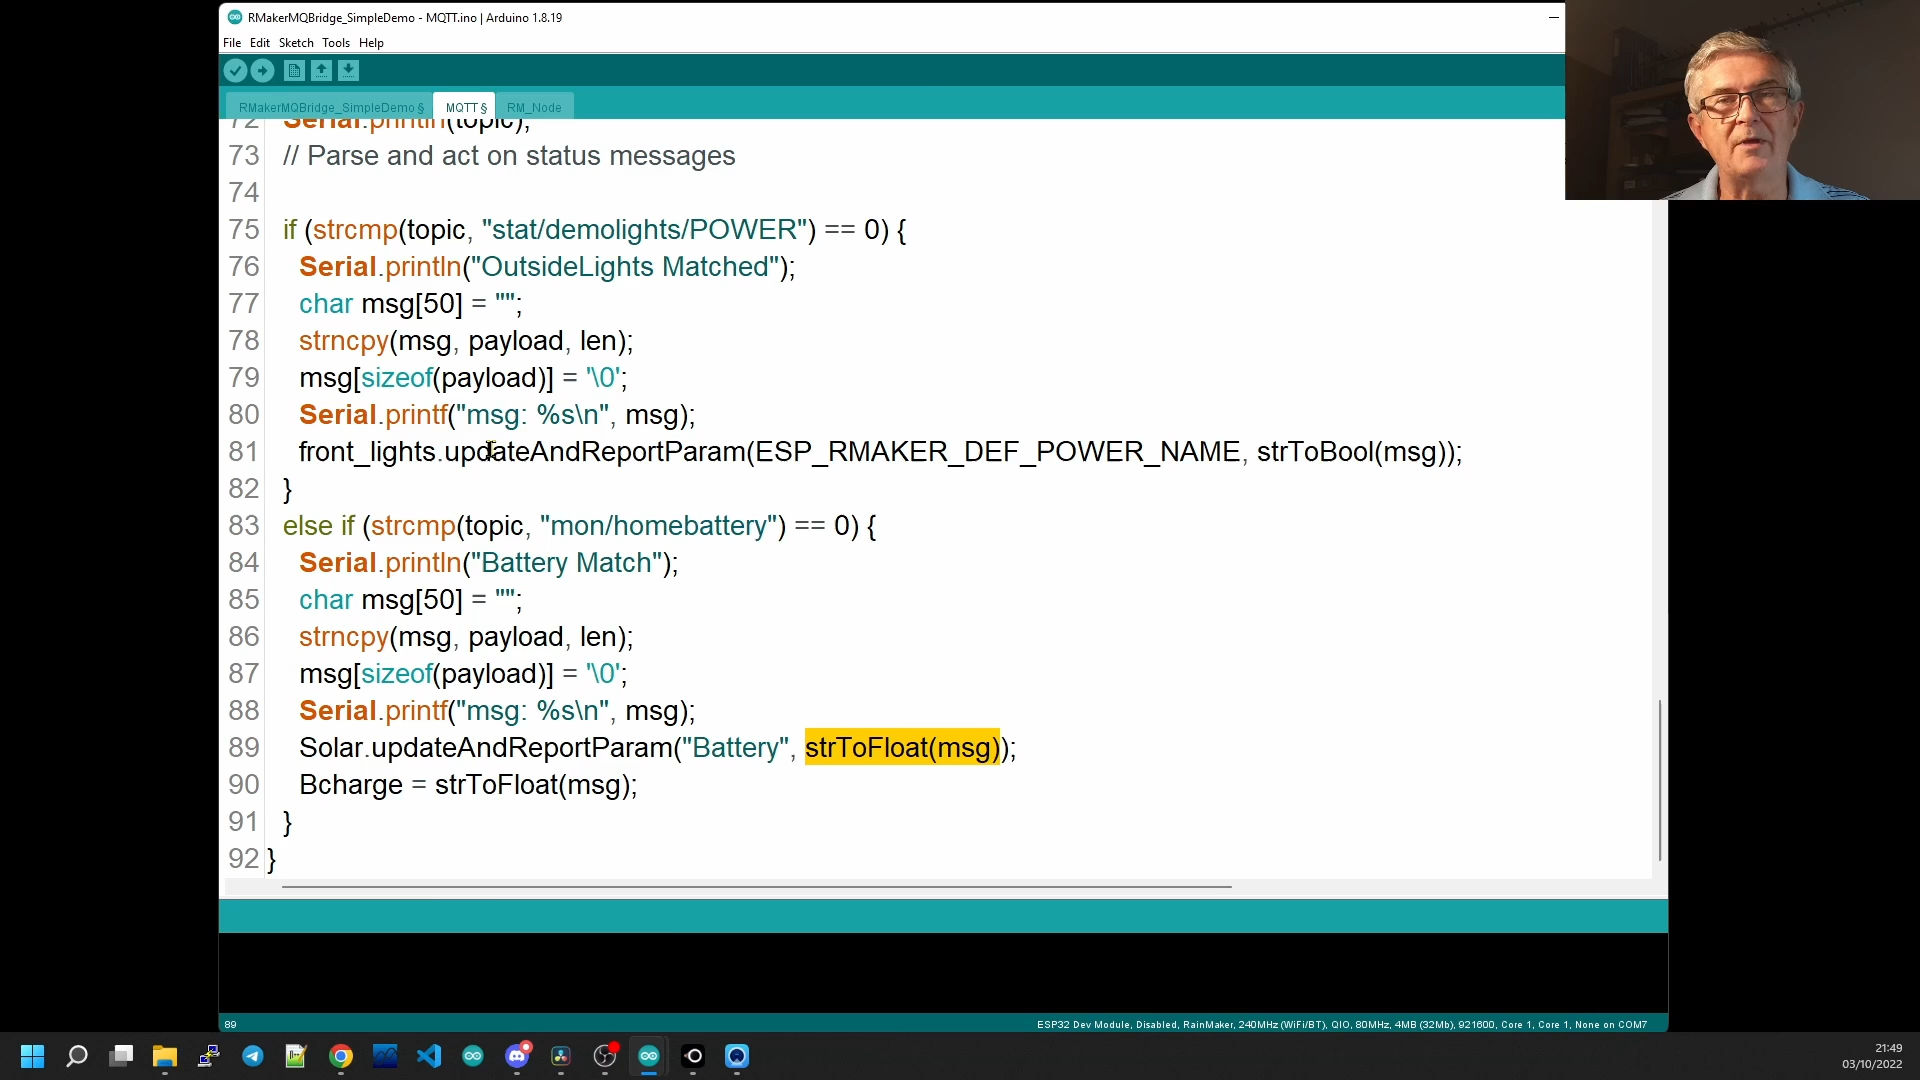 RMakerMQBridge_SimpleDemo - MQTT.ino | Arduino 1.8.19
File Edit Sketch Tools Help
RMakerMQBridge_SimpleDemo § MQTT § RM_Node
72 Serial.println(topic);
73 // Parse and act on status messages
74
75 if (strcmp(topic, "stat/demolights/POWER") == 0) {
76 Serial.println("OutsideLights Matched");
77 char msg[50] = "";
78 strncpy(msg, payload, len);
79 msg[sizeof(payload)] = '\0';
80 Serial.printf("msg: %s\n", msg);
81 front_lights.updateAndReportParam(ESP_RMAKER_DEF_POWER_NAME, strToBool(msg));
82 }
83 else if (strcmp(topic, "mon/homebattery") == 0) {
84 Serial.println("Battery Match");
85 char msg[50] = "";
86 strncpy(msg, payload, len);
87 msg[sizeof(payload)] = '\0';
88 Serial.printf("msg: %s\n", msg);
89 Solar.updateAndReportParam("Battery", strToFloat(msg));
90 Bcharge = strToFloat(msg);
91 }
92 }
89 ESP32 Dev Module, Disabled, RainMaker, 240MHz (WiFi/BT), QIO, 80MHz, 4MB (32Mb), 921600, Core 1, Core 1, None on COM7
21:49
03/10/2022